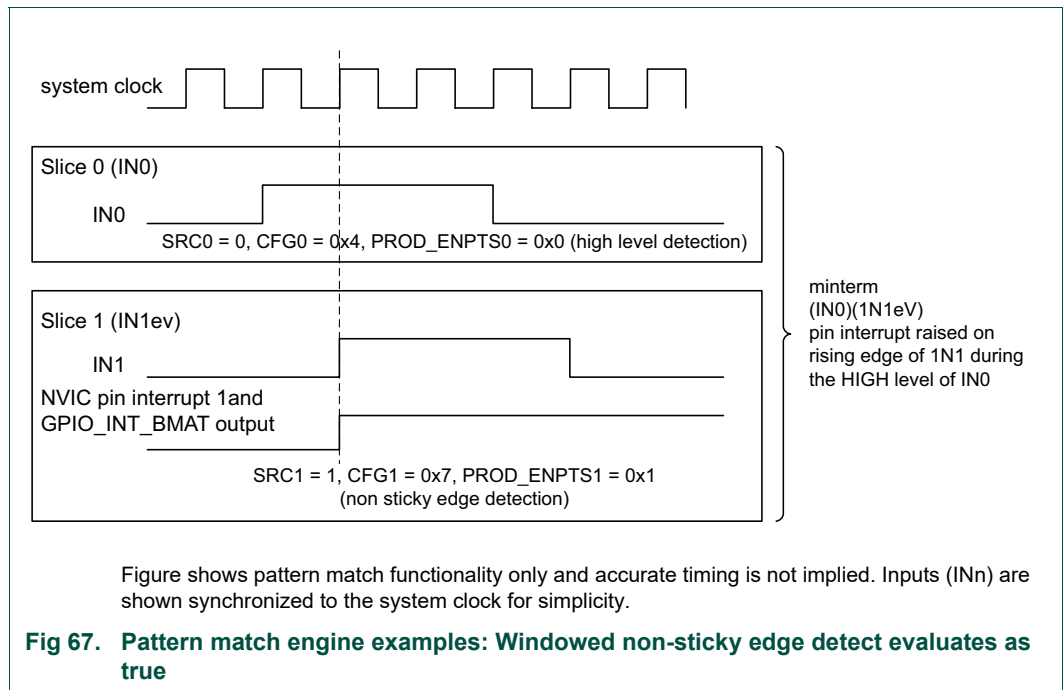 system clock
Slice 0 (IN0)
IN0
SRC0 = 0, CFG0 = 0x4, PROD_ENPTS0 = 0x0 (high level detection)
Slice 1 (IN1ev)
IN1
NVIC pin interrupt 1and
GPIO_INT_BMAT output
SRC1 = 1, CFG1 = 0x7, PROD_ENPTS1 = 0x1
(non sticky edge detection)
minterm
(IN0)(1N1eV)
pin interrupt raised on
rising edge of 1N1 during
the HIGH level of IN0
Figure shows pattern match functionality only and accurate timing is not implied. Inputs (INn) are
shown synchronized to the system clock for simplicity.
Fig 67. Pattern match engine examples: Windowed non-sticky edge detect evaluates as
true